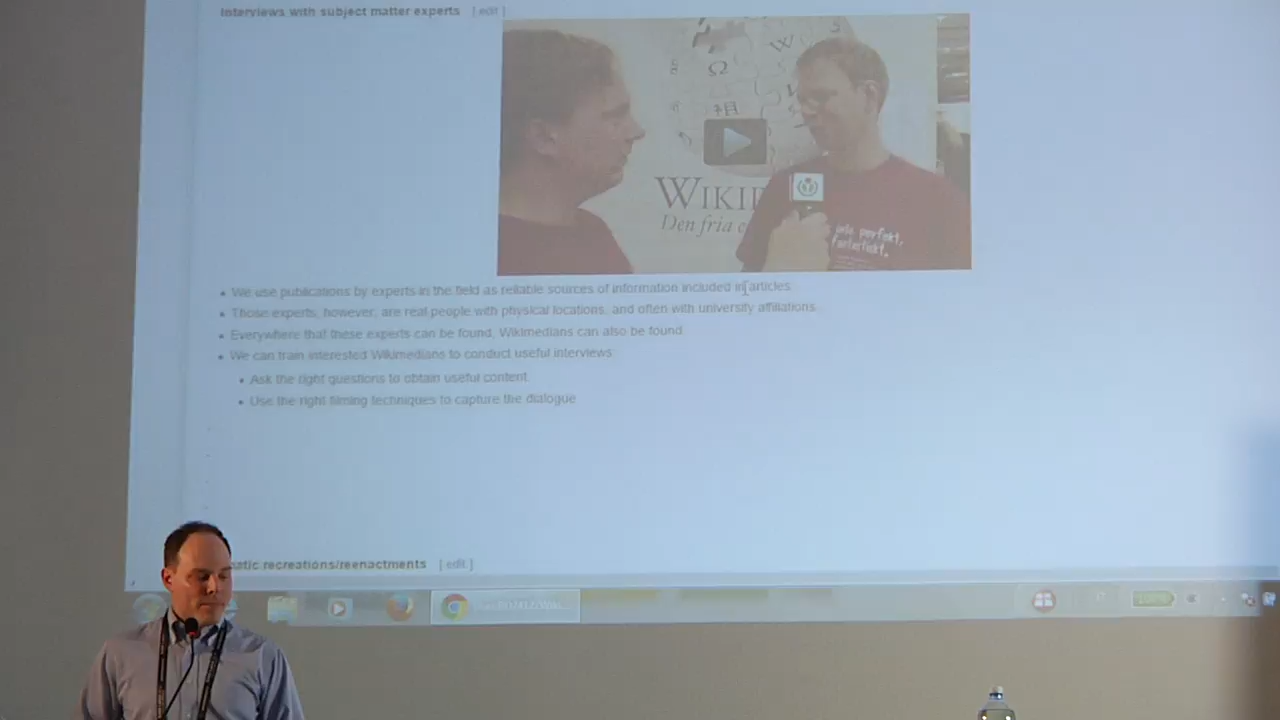 Interviews with subject matter experts [ edit ]
Ω
W
WIKIP
Den fria e
perfekt,
We use publications by experts in the field as reliable sources of information included in articles.
Those experts, however, are real people with physical locations, and often with university affiliations.
Everywhere that these experts can be found, Wikimedians can also be found.
We can train interested Wikimedians to conduct useful interviews:
Ask the right questions to obtain useful content.
Use the right filming techniques to capture the dialogue.
atic recreations/reenactments [ edit ]